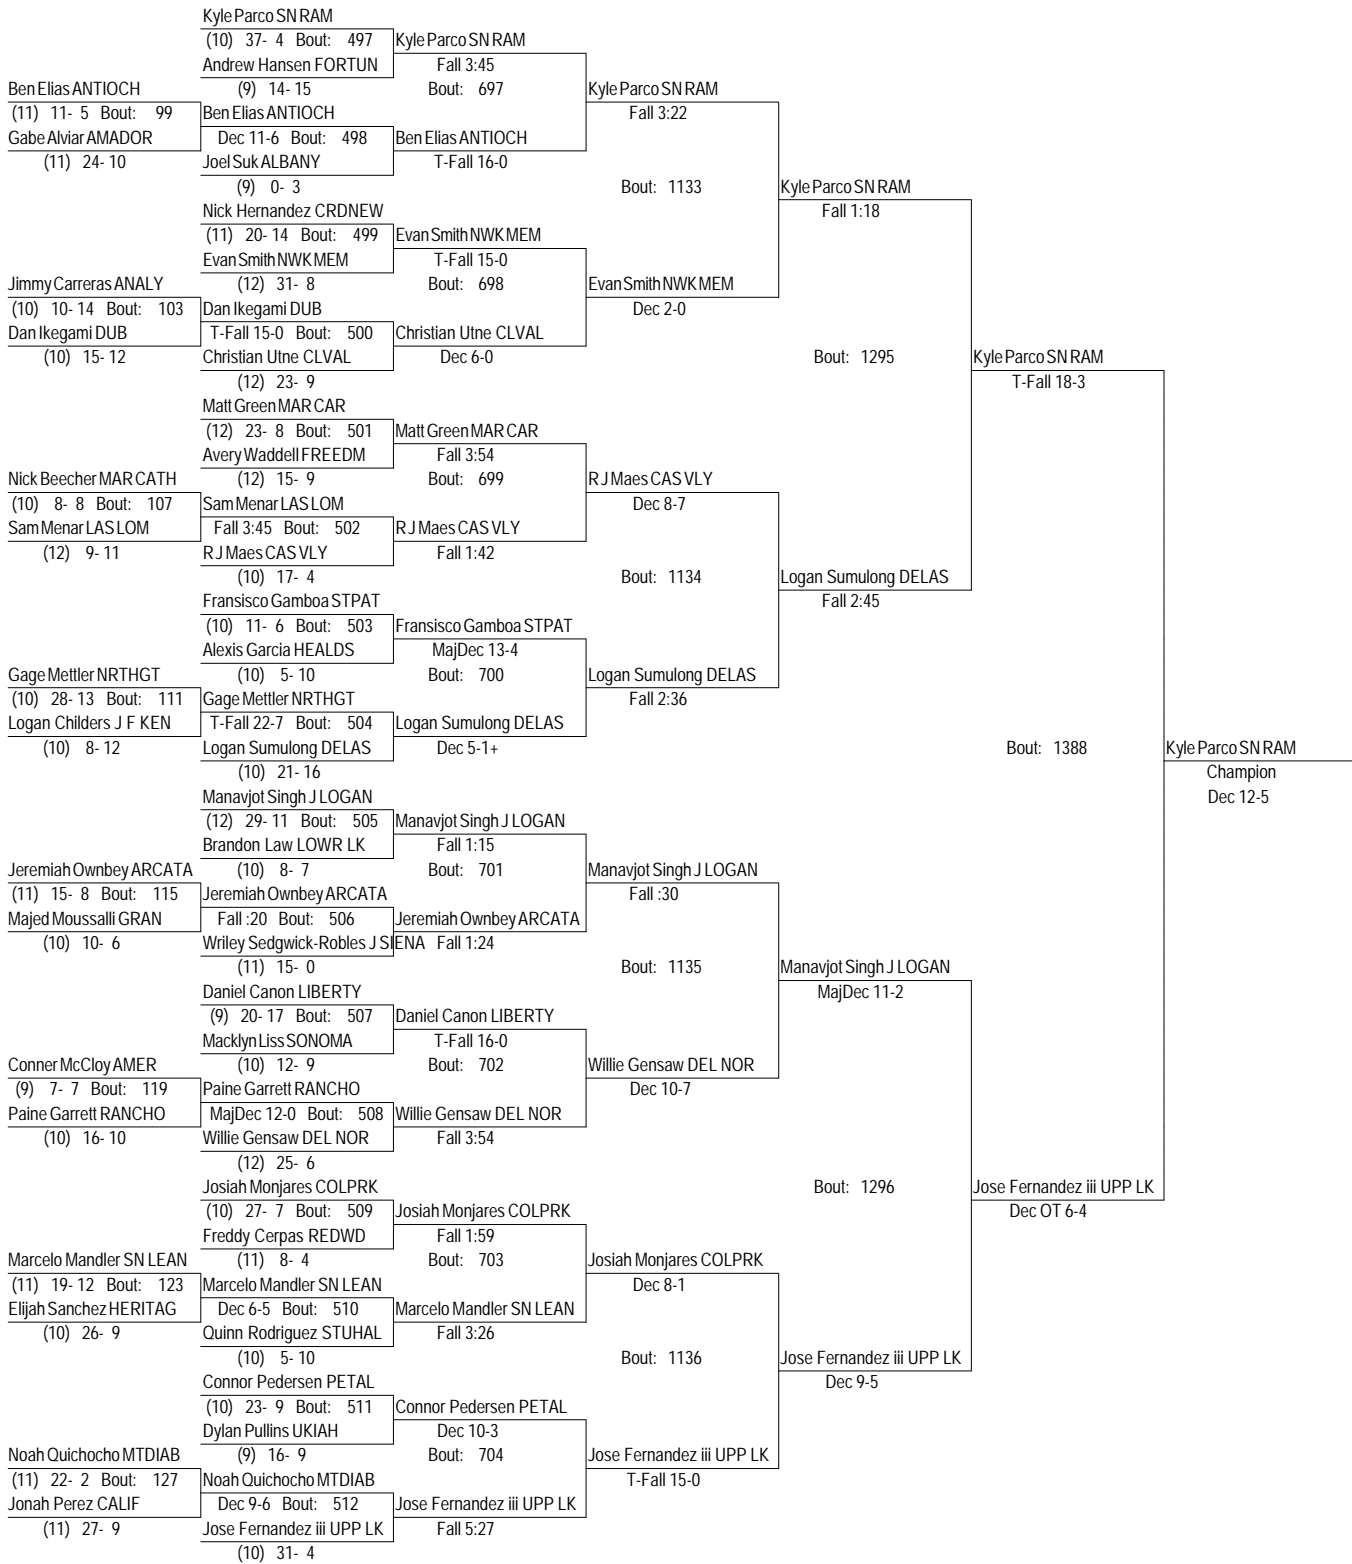 Kyle Parco SN RAM
(10) 37- 4 Bout: 497 Kyle Parco SN RAM
Andrew Hansen FORTUN Fall 3:45
Ben Elias ANTIOCH (9) 14- 15 Bout: 697 Kyle Parco SN RAM
(11) 11- 5 Bout: 99 Ben Elias ANTIOCH Fall 3:22
Gabe Alviar AMADOR Dec 11-6 Bout: 498 Ben Elias ANTIOCH
(11) 24- 10 Joel Suk ALBANY T-Fall 16-0
(9) 0- 3 Bout: 1133 Kyle Parco SN RAM
Nick Hernandez CRDNEW Fall 1:18
(11) 20- 14 Bout: 499 Evan Smith NWK MEM
Evan Smith NWK MEM T-Fall 15-0
Jimmy Carreras ANALY (12) 31- 8 Bout: 698 Evan Smith NWK MEM
(10) 10- 14 Bout: 103 Dan Ikegami DUB Dec 2-0
Dan Ikegami DUB T-Fall 15-0 Bout: 500 Christian Utne CLVAL
(10) 15- 12 Christian Utne CLVAL Dec 6-0 Bout: 1295 Kyle Parco SN RAM
(12) 23- 9 T-Fall 18-3
Matt Green MAR CAR
(12) 23- 8 Bout: 501 Matt Green MAR CAR
Avery Waddell FREEDM Fall 3:54
Nick Beecher MAR CATH (12) 15- 9 Bout: 699 R J Maes CAS VLY
(10) 8- 8 Bout: 107 Sam Menar LAS LOM Dec 8-7
Sam Menar LAS LOM Fall 3:45 Bout: 502 R J Maes CAS VLY
(12) 9- 11 R J Maes CAS VLY Fall 1:42
(10) 17- 4 Bout: 1134 Logan Sumulong DELAS
Fransisco Gamboa STPAT Fall 2:45
(10) 11- 6 Bout: 503 Fransisco Gamboa STPAT
Alexis Garcia HEALDS MajDec 13-4
Gage Mettler NRTHGT (10) 5- 10 Bout: 700 Logan Sumulong DELAS
(10) 28- 13 Bout: 111 Gage Mettler NRTHGT Fall 2:36
Logan Childers J F KEN T-Fall 22-7 Bout: 504 Logan Sumulong DELAS
(10) 8- 12 Logan Sumulong DELAS Dec 5-1+ Bout: 1388 Kyle Parco SN RAM
(10) 21- 16 Champion
Manavjot Singh J LOGAN Dec 12-5
(12) 29- 11 Bout: 505 Manavjot Singh J LOGAN
Brandon Law LOWR LK Fall 1:15
Jeremiah Ownbey ARCATA (10) 8- 7 Bout: 701 Manavjot Singh J LOGAN
(11) 15- 8 Bout: 115 Jeremiah Ownbey ARCATA Fall :30
Majed Moussalli GRAN Fall :20 Bout: 506 Jeremiah Ownbey ARCATA
(10) 10- 6 Wriley Sedgwick-Robles J SIENA Fall 1:24
(11) 15- 0 Bout: 1135 Manavjot Singh J LOGAN
Daniel Canon LIBERTY MajDec 11-2
(9) 20- 17 Bout: 507 Daniel Canon LIBERTY
Macklyn Liss SONOMA T-Fall 16-0
Conner McCloy AMER (10) 12- 9 Bout: 702 Willie Gensaw DEL NOR
(9) 7- 7 Bout: 119 Paine Garrett RANCHO Dec 10-7
Paine Garrett RANCHO MajDec 12-0 Bout: 508 Willie Gensaw DEL NOR
(10) 16- 10 Willie Gensaw DEL NOR Fall 3:54
(12) 25- 6
Josiah Monjares COLPRK Bout: 1296 Jose Fernandez iii UPP LK
(10) 27- 7 Bout: 509 Josiah Monjares COLPRK Dec OT 6-4
Freddy Cerpas REDWD Fall 1:59
Marcelo Mandler SN LEAN (11) 8- 4 Bout: 703 Josiah Monjares COLPRK
(11) 19- 12 Bout: 123 Marcelo Mandler SN LEAN Dec 8-1
Elijah Sanchez HERITAG Dec 6-5 Bout: 510 Marcelo Mandler SN LEAN
(10) 26- 9 Quinn Rodriguez STUHAL Fall 3:26
(10) 5- 10 Bout: 1136 Jose Fernandez iii UPP LK
Connor Pedersen PETAL Dec 9-5
(10) 23- 9 Bout: 511 Connor Pedersen PETAL
Dylan Pullins UKIAH Dec 10-3
Noah Quichocho MTDIAB (9) 16- 9 Bout: 704 Jose Fernandez iii UPP LK
(11) 22- 2 Bout: 127 Noah Quichocho MTDIAB T-Fall 15-0
Jonah Perez CALIF Dec 9-6 Bout: 512 Jose Fernandez iii UPP LK
(11) 27- 9 Jose Fernandez iii UPP LK Fall 5:27
(10) 31- 4